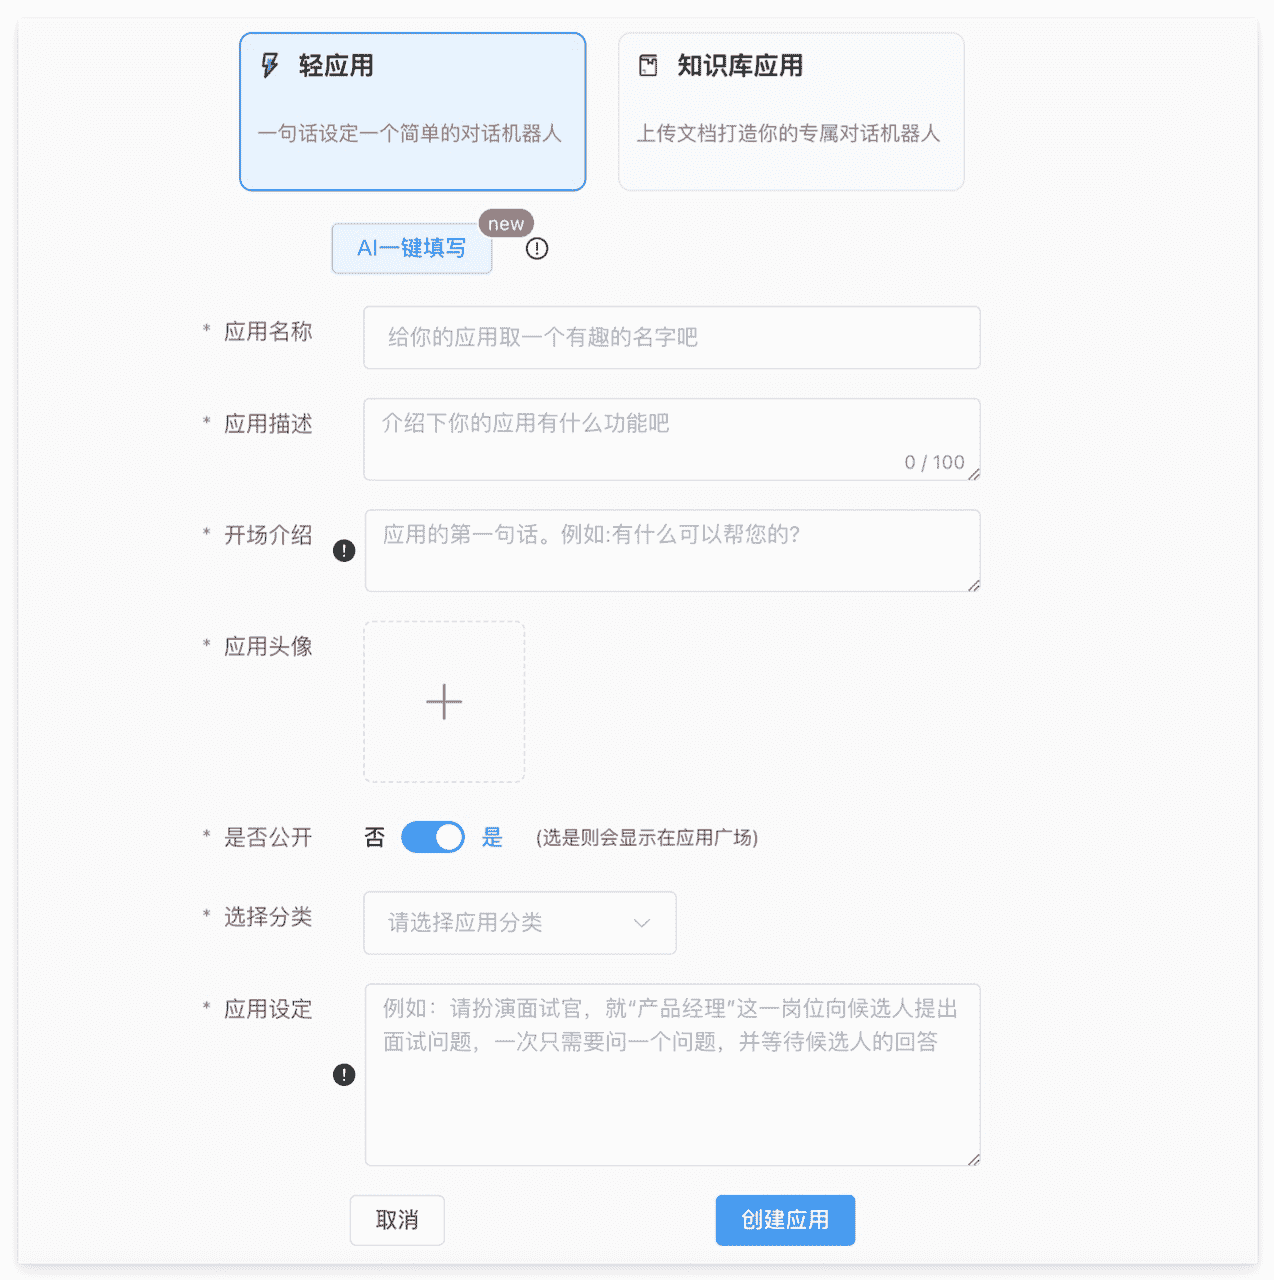 轻应用
一句话设定一个简单的对话机器人
知识库应用
上传文档打造你的专属对话机器人
AI一键填写
new
* 应用名称
给你的应用取一个有趣的名字吧
* 应用描述
介绍下你的应用有什么功能吧
0 / 100
* 开场介绍
应用的第一句话。例如:有什么可以帮您的?
* 应用头像
* 是否公开
否
是
(选是则会显示在应用广场)
* 选择分类
请选择应用分类
* 应用设定
例如：请扮演面试官，就“产品经理”这一岗位向候选人提出
面试问题，一次只需要问一个问题，并等待候选人的回答
取消
创建应用